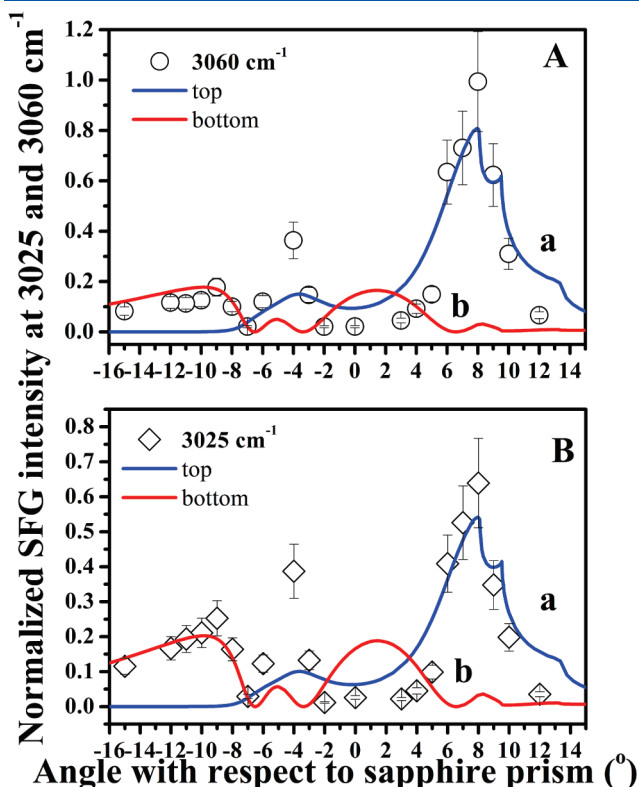 Normalized SFG intensity at 3025 and 3060 cm-1
1.2
1.0
0.8
0.6
0.4
0.2
0.0
3060 cm-1
top
bottom
A
a
b
-16 -14 -12 -10 -8 -6 -4 -2 0 2 4 6 8 10 12 14
0.8
0.7
0.6
0.5
0.4
0.3
0.2
0.1
0.0
3025 cm-1
top
bottom
B
a
b
-16 -14 -12 -10 -8 -6 -4 -2 0 2 4 6 8 10 12 14
Angle with respect to sapphire prism (o)